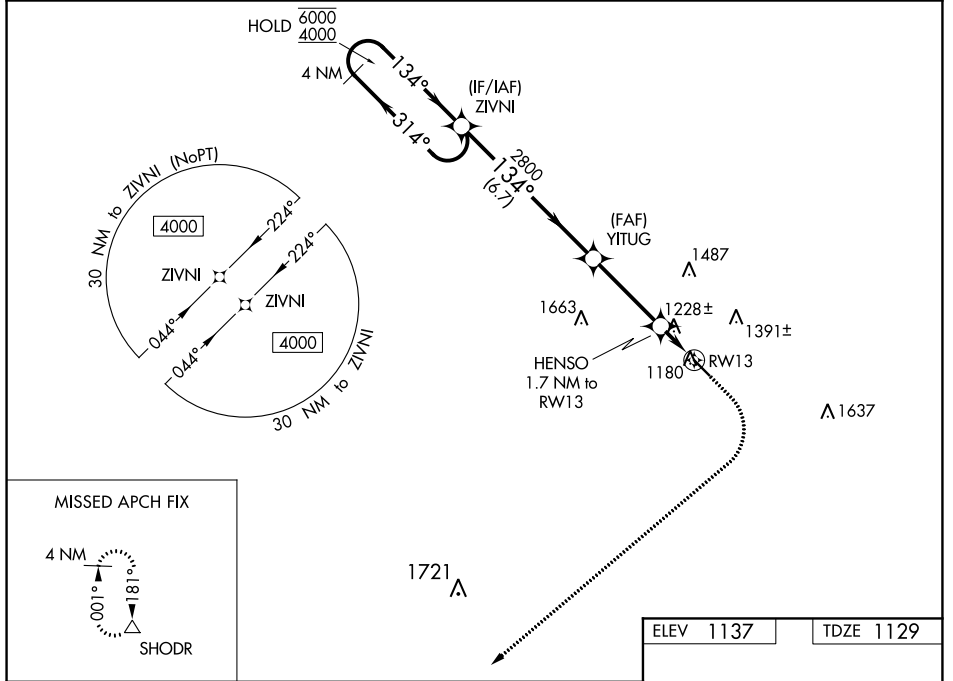 HOLD 6000
4000
4 NM
134°
314°
(IF/IAF)
ZIVNI
2800
134°
(6.7)
30 NM to ZIVNI (NoPT)
4000
224°
ZIVNI
044°
224°
ZIVNI
044°
4000
30 NM to ZIVNI
(FAF)
YITUG
1487
1663
1228±
1391±
HENSO
1.7 NM to
RW13
1180
RW13
1637
1721
MISSED APCH FIX
4 NM
001°
181°
SHODR
ELEV 1137
TDZE 1129